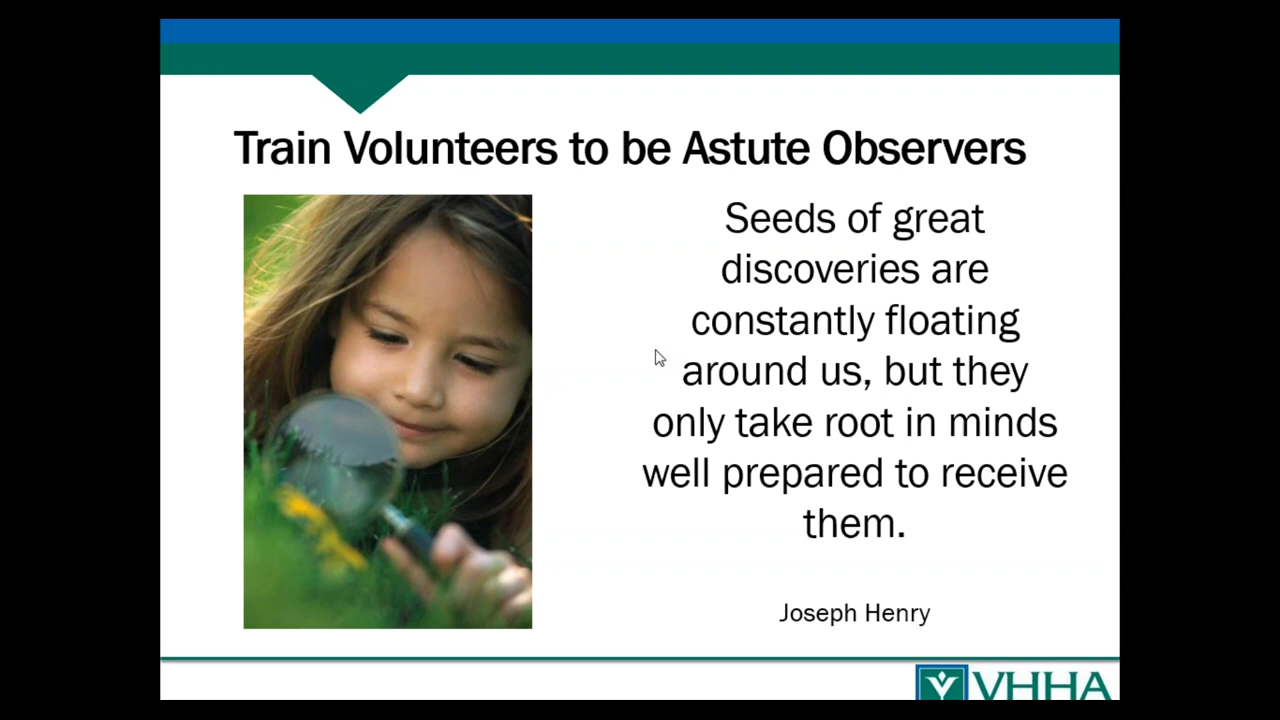 Train Volunteers to be Astute Observers
Seeds of great
discoveries are
constantly floating
around us, but they
only take root in minds
well prepared to receive
them.
Joseph Henry
VHHA